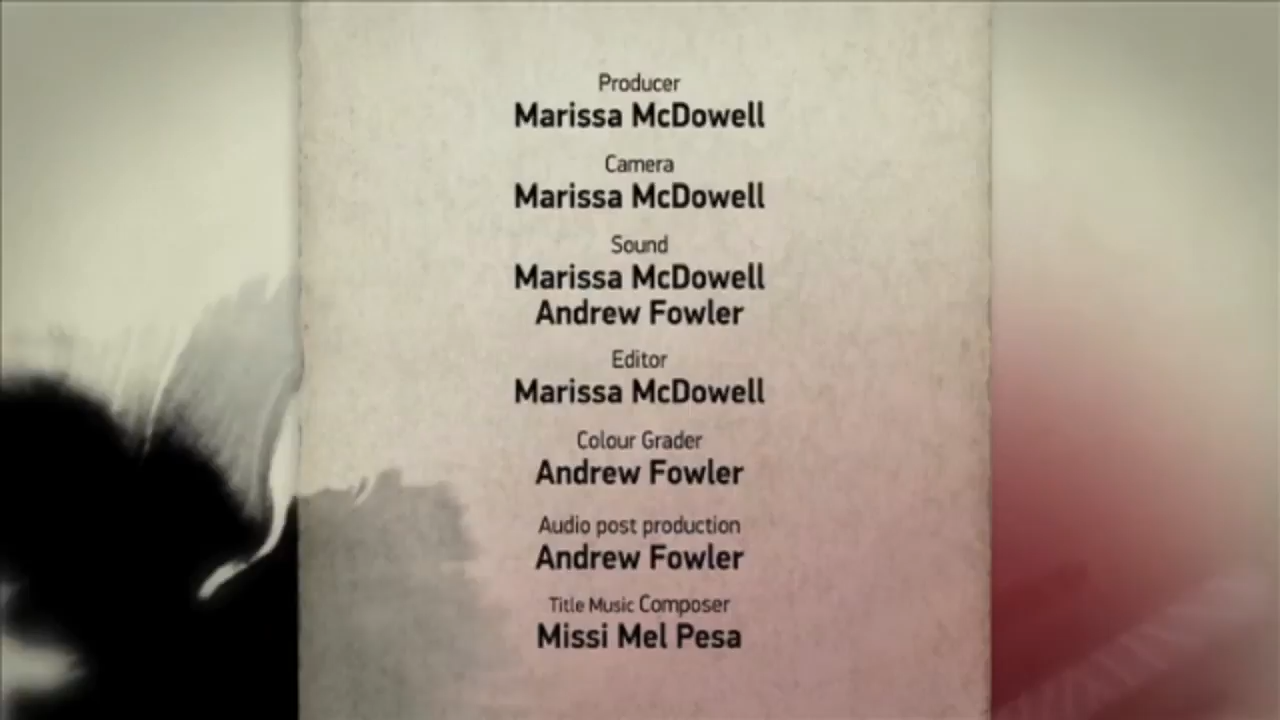 Producer
Marissa McDowell
Camera
Marissa McDowell
Sound
Marissa McDowell
Andrew Fowler
Editor
Marissa McDowell
Colour Grader
Andrew Fowler
Audio post production
Andrew Fowler
Title Music Composer
Missi Mel Pesa